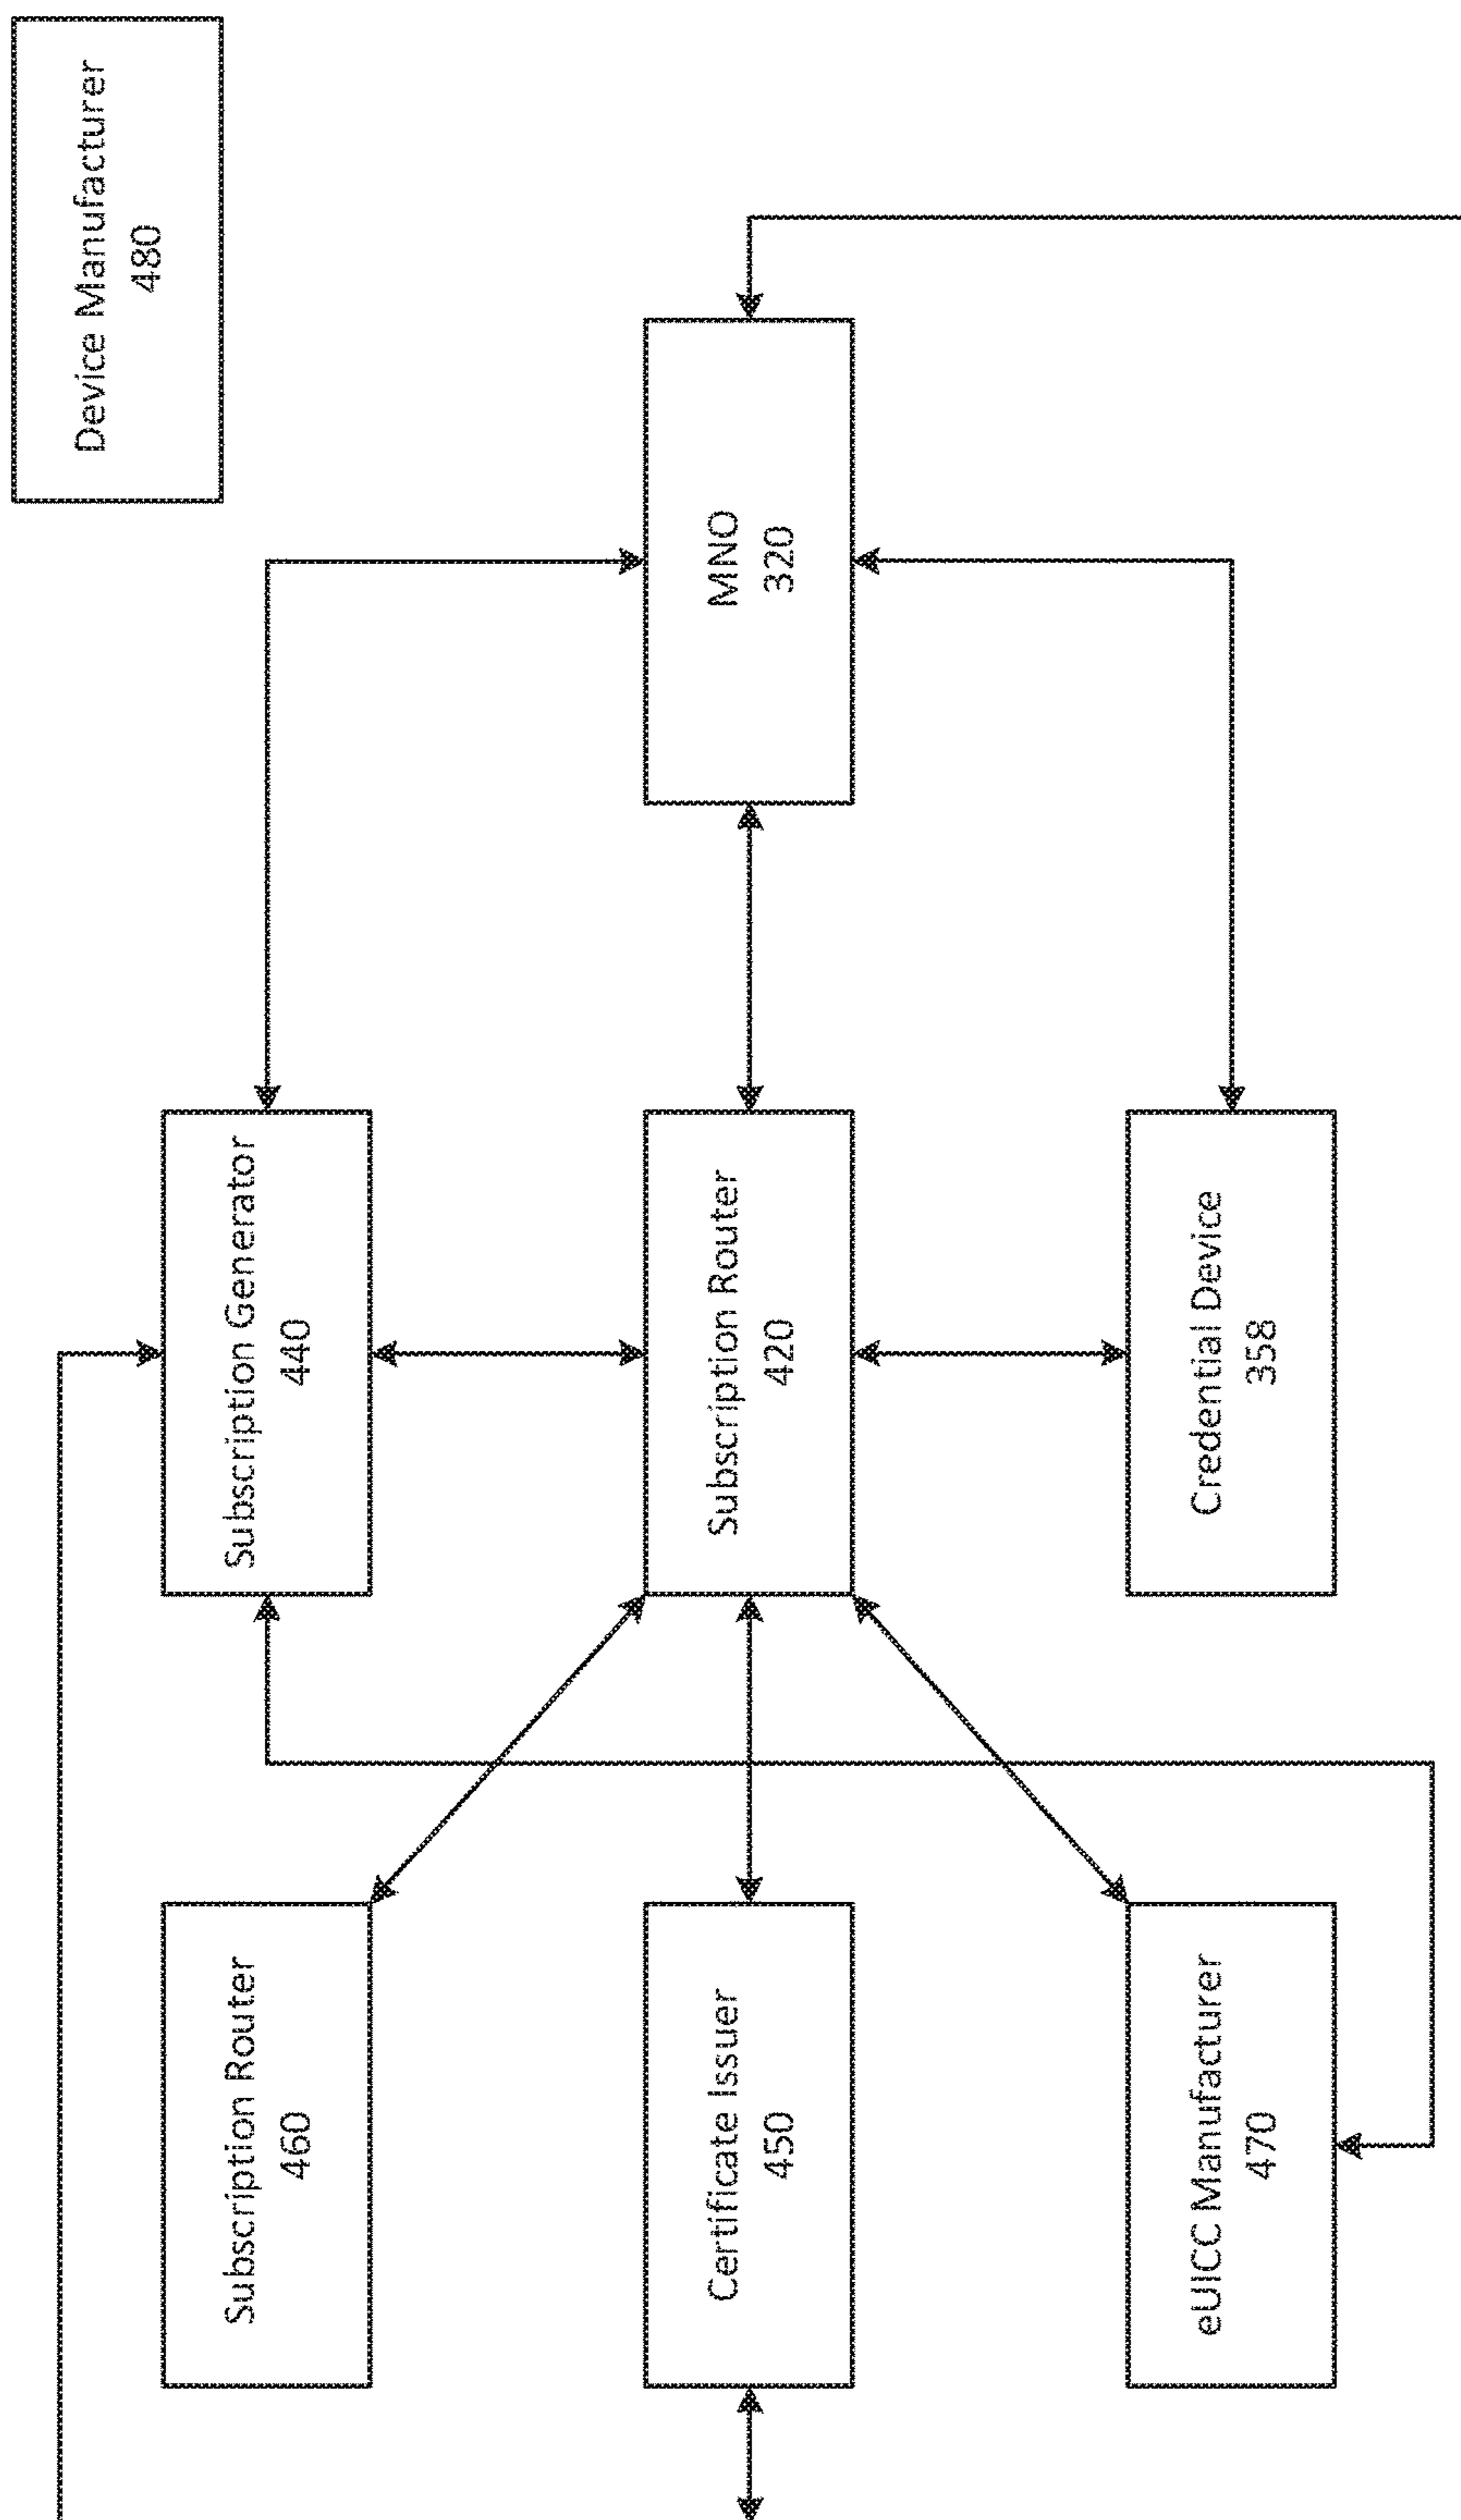 Device Manufacturer
480
Subscription Generator
440
Subscription Router
460
MNO
320
Subscription Router
420
Certificate Issuer
450
Credential Device
358
eUICC Manufacturer
470